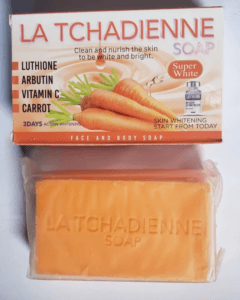 LA TCHADIENNE
SOAP
Clean and nurish the skin
to be white and bright.
Super
White
LUTHIONE
ARBUTIN
VITAMIN C
CARROT
SKIN WHITENING
3DAYS
START FROM TODAY
FACE AND BODY SOAP
LA TCHADIENNE
SOAP